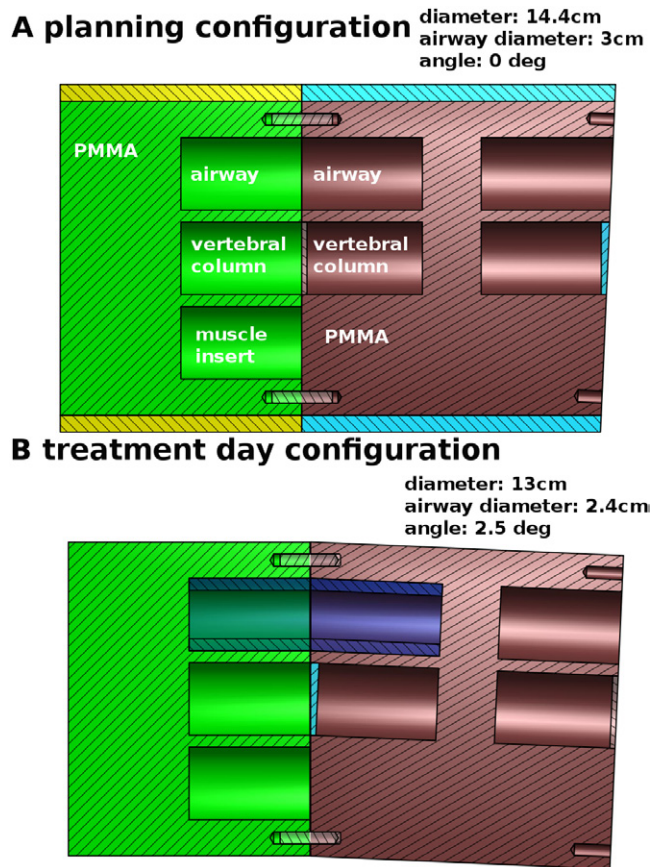 A planning configuration
diameter: 14.4cm
airway diameter: 3cm
angle: 0 deg
PMMA
airway
airway
vertebral
column
vertebral
column
muscle
insert
PMMA
B treatment day configuration
diameter: 13cm
airway diameter: 2.4cm
angle: 2.5 deg